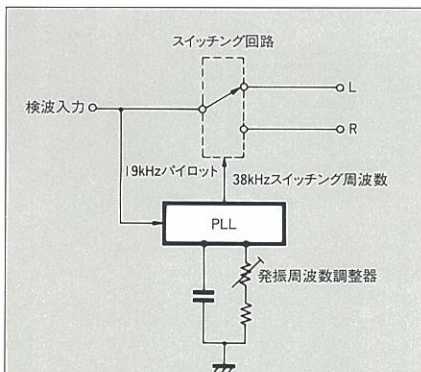 スイッチング回路
検波入力
L
R
19kHzパイロット
38kHzスイッチング周波数
PLL
発振周波数調整器